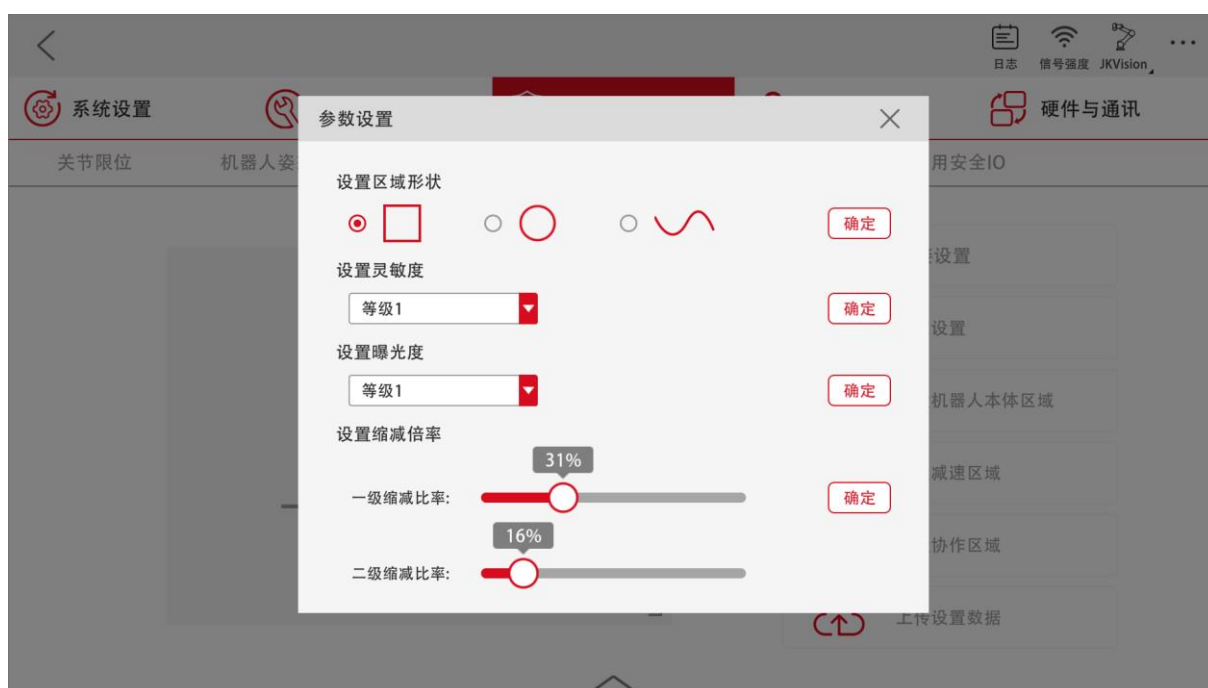 日志 信号强度 JKVision
系统设置 硬件与通讯
关节限位 机器人姿 用安全IO
参数设置
设置区域形状
确定
设置
设置灵敏度
等级1 确定
设置
设置曝光度
等级1 确定
机器人本体区域
设置缩减倍率
31%
减速区域
一级缩减比率: 确定
16%
协作区域
二级缩减比率:
上传设置数据